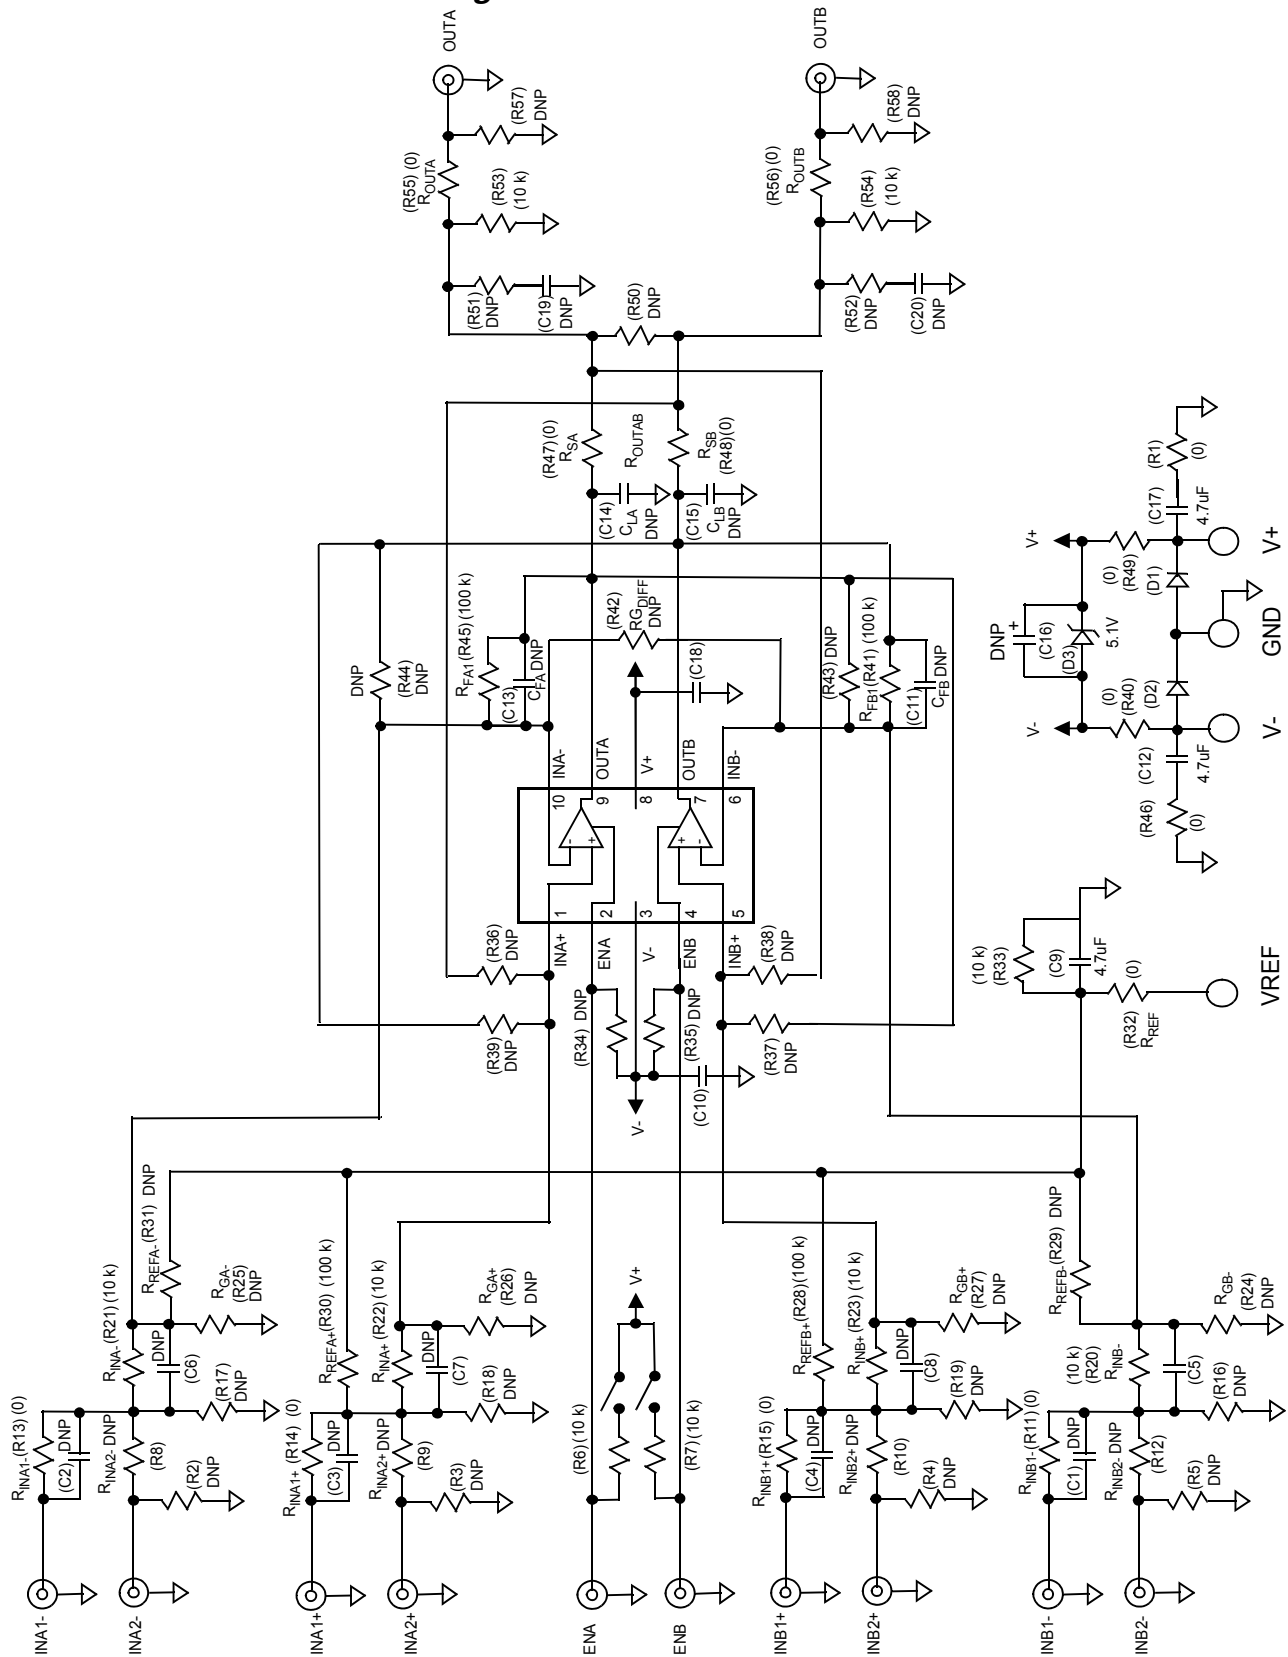 g
OUTA
OUTB
(R57)
DNP
(R58)
DNP
(R55) (0)
ROUTA
(R53)
(10 k)
(R56) (0)
ROUTB
(R54)
(10 k)
(R51)
DNP
(C19)
DNP
(R50)
DNP
(R52)
DNP
(C20)
DNP
(R47) (0)
RSA
ROUTAB
RSB
(R48) (0)
(C14)
CLA
DNP
(C15)
CLB
DNP
DNP
(R44)
DNP
RFA1 (R45) (100 k)
(C13)
CFA DNP
(R42)
RGDIFF
DNP
(C18)
(R43) DNP
RFB1 (R41) (100 k)
(C11)
CFB DNP
INA-
OUTA
V+
OUTB
INB-
10
9
8
7
6
-
+
+
-
1
2
3
4
5
INA+
ENA
V-
ENB
INB+
(R36)
DNP
(R38)
DNP
(R39)
DNP
(R34) DNP
(R35) DNP
(R37)
DNP
V-
(C10)
DNP
+
(C16)
(D3)
5.1V
V+
V-
(0)
(R49)
(0)
(R40)
(D1)
(D2)
(C17)
4.7uF
(R1)
(0)
(C12)
4.7uF
(R46)
(0)
V+
GND
V-
(10 k)
(R33)
(C9)
4.7uF
(0)
(R32)
RREF
VREF
RINA1- (R13) (0)
(C2) DNP
RINA2- DNP
(R8)
(R2)
DNP
RINA- (R21) (10 k)
RREFA- (R31) DNP
DNP
(C6)
(R17)
DNP
RGA-
(R25)
DNP
INA1-
INA2-
RINA1+ (R14) (0)
(C3) DNP
RINA2+ DNP
(R9)
(R3)
DNP
RREFA+ (R30) (100 k)
RINA+ (R22) (10 k)
DNP
(C7)
(R18)
DNP
RGA+
(R26)
DNP
INA1+
INA2+
V+
(R6) (10 k)
(R7) (10 k)
ENA
ENB
RINB1+ (R15) (0)
(C4) DNP
RINB2+ DNP
(R10)
(R4)
DNP
RREFB+ (R28) (100 k)
RINB+ (R23) (10 k)
DNP
(C8)
(R19)
DNP
RGB+
(R27)
DNP
INB1+
INB2+
RREFB- (R29) DNP
(10 k)
(R20)
RINB-
RINB1- (R11) (0)
(C1) DNP
RINB2- DNP
(R12)
(R5)
DNP
(C5)
(R16)
DNP
RGB-
(R24)
DNP
INB1-
INB2-